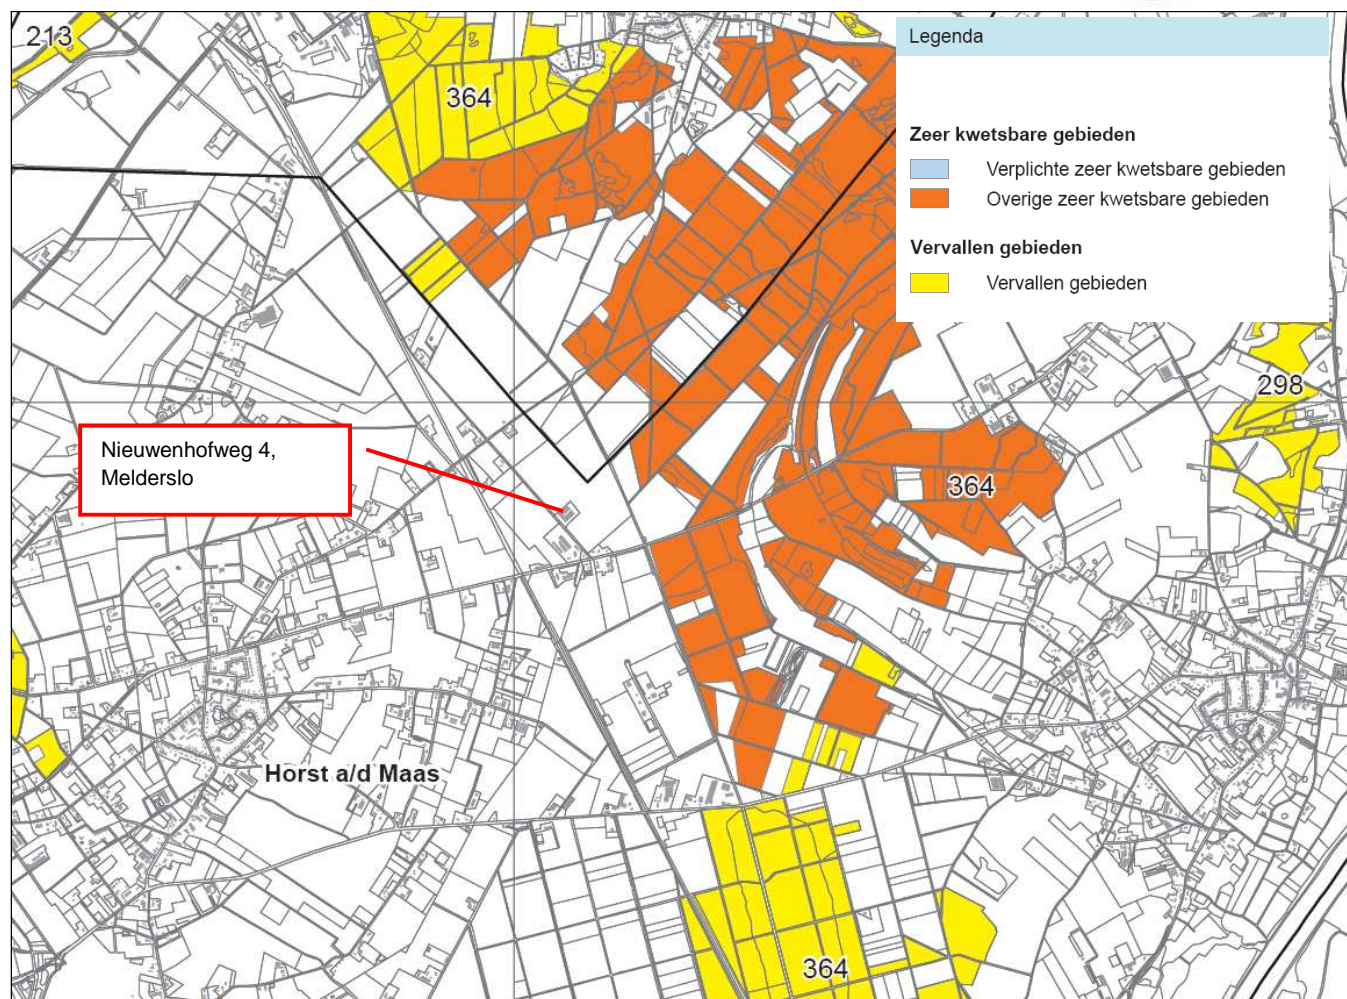 213
364
Legenda
Zeer kwetsbare gebieden
Verplichte zeer kwetsbare gebieden
Overige zeer kwetsbare gebieden
Vervallen gebieden
Vervallen gebieden
298
Nieuwenhofweg 4,
Melderslo
364
Horst a/d Maas
364